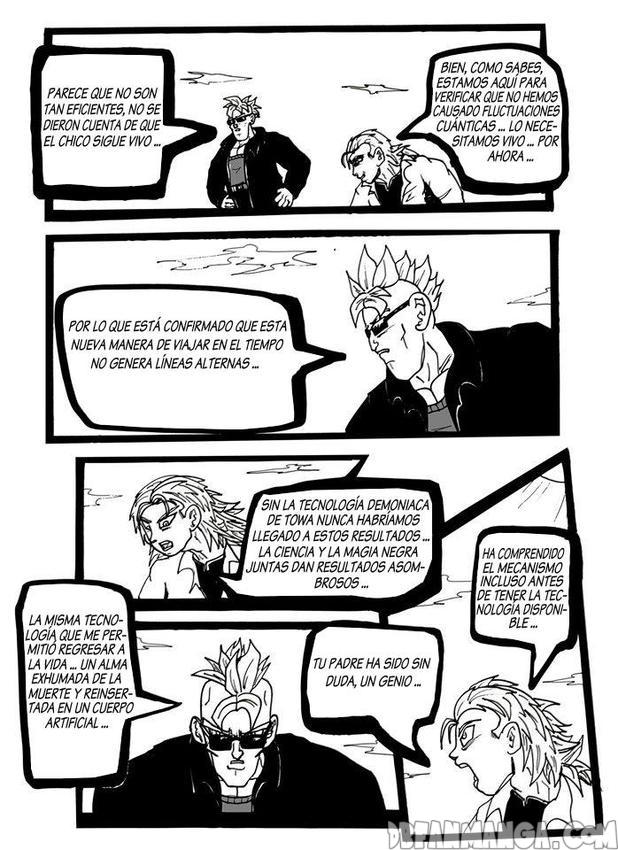 PARECE QUE NO SON
TAN EFICIENTES, NO SE
DIERON CUENTA DE QUE
EL CHICO SIGUE VIVO ...
BIEN, COMO SABES,
ESTAMOS AQUÍ PARA
VERIFICAR QUE NO HEMOS
CAUSADO FLUCTUACIONES
CUÁNTICAS ... LO NECE-
SITAMOS VIVO ... POR
AHORA ...
POR LO QUE ESTÁ CONFIRMADO QUE ESTA
NUEVA MANERA DE VIAJAR EN EL TIEMPO
NO GENERA LÍNEAS ALTERNAS ...
SIN LA TECNOLOGÍA DEMONIACA
DE TOWA NUNCA HABRÍAMOS
LLEGADO A ESTOS RESULTADOS ...
LA CIENCIA Y LA MAGIA NEGRA
JUNTAS DAN RESULTADOS ASOM-
BROSOS ...
HA COMPRENDIDO
EL MECANISMO
INCLUSO ANTES
DE TENER LA TEC-
NOLOGÍA DISPONI-
BLE ...
LA MISMA TECNO-
LOGÍA QUE ME PER-
MITIÓ REGRESAR A
LA VIDA ... UN ALMA
EXHUMADA DE LA
MUERTE Y REINSER-
TADA EN UN CUERPO
ARTIFICIAL ...
TU PADRE HA SIDO SIN
DUDA, UN GENIO ...
DBFANMANGA.COM